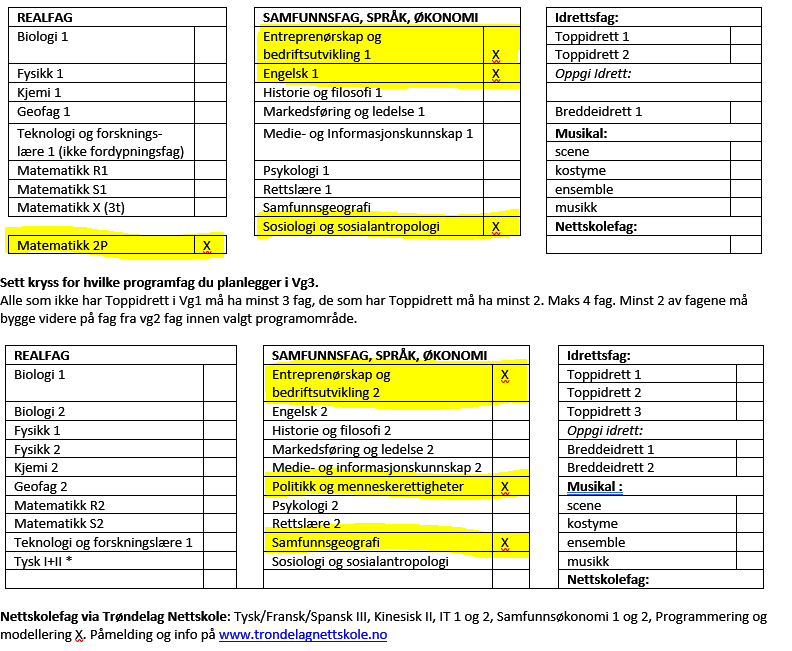 REALFAG
Biologi 1
Fysikk 1
Kjemi 1
Geofag 1
Teknologi og forsknings-
lære 1 (ikke fordypningsfag)
Matematikk R1
Matematikk S1
Matematikk X (3t)
Matematikk 2P X
SAMFUNNSFAG, SPRÅK, ØKONOMI
Entreprenørskap og
bedriftsutvikling 1 X
Engelsk 1 X
Historie og filosofi 1
Markedsføring og ledelse 1
Medie- og Informasjonskunnskap 1
Psykologi 1
Rettslære 1
Samfunnsgeografi
Sosiologi og sosialantropologi X
Idrettsfag:
Toppidrett 1
Toppidrett 2
Oppgi Idrett:
Breddeidrett 1
Musikal:
scene
kostyme
ensemble
musikk
Nettskolefag:
Sett kryss for hvilke programfag du planlegger i Vg3.
Alle som ikke har Toppidrett i Vg1 må ha minst 3 fag, de som har Toppidrett må ha minst 2. Maks 4 fag. Minst 2 av fagene må
bygge videre på fag fra vg2 fag innen valgt programområde.
REALFAG
Biologi 1
Biologi 2
Fysikk 1
Fysikk 2
Kjemi 2
Geofag 2
Matematikk R2
Matematikk S2
Teknologi og forskningslære 1
Tysk I+II *
SAMFUNNSFAG, SPRÅK, ØKONOMI
Entreprenørskap og X
bedriftsutvikling 2
Engelsk 2
Historie og filosofi 2
Markedsføring og ledelse 2
Medie- og informasjonskunnskap 2
Politikk og menneskerettigheter X
Psykologi 2
Rettslære 2
Samfunnsgeografi X
Sosiologi og sosialantropologi
Idrettsfag:
Toppidrett 1
Toppidrett 2
Toppidrett 3
Oppgi idrett:
Breddeidrett 1
Breddeidrett 2
Musikal :
scene
kostyme
ensemble
musikk
Nettskolefag:
Nettskolefag via Trøndelag Nettskole: Tysk/Fransk/Spansk III, Kinesisk II, IT 1 og 2, Samfunnsøkonomi 1 og 2, Programmering og
modellering X. Påmelding og info på www.trondelagnettskole.no